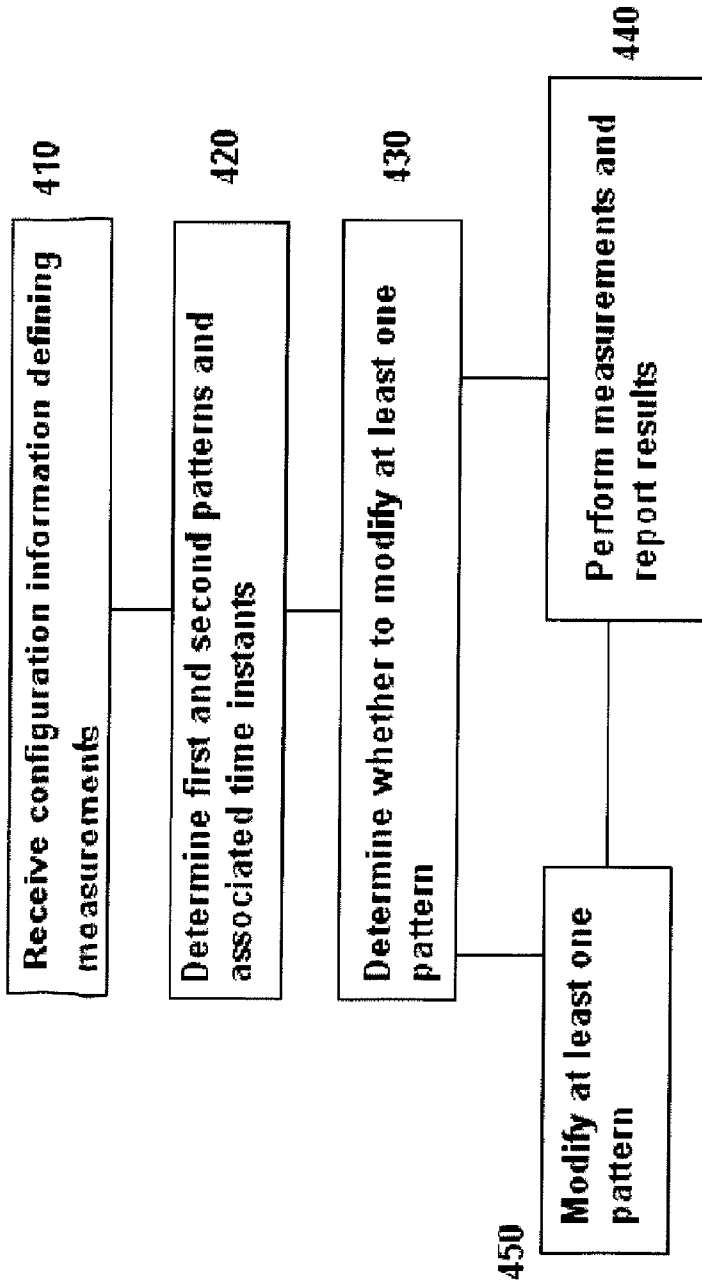 Receive configuration information defining
measurements
410
Determine first and second patterns and
associated time instants
420
Determine whether to modify at least one
pattern
430
450
Modify at least one
pattern
Perform measurements and
report results
440